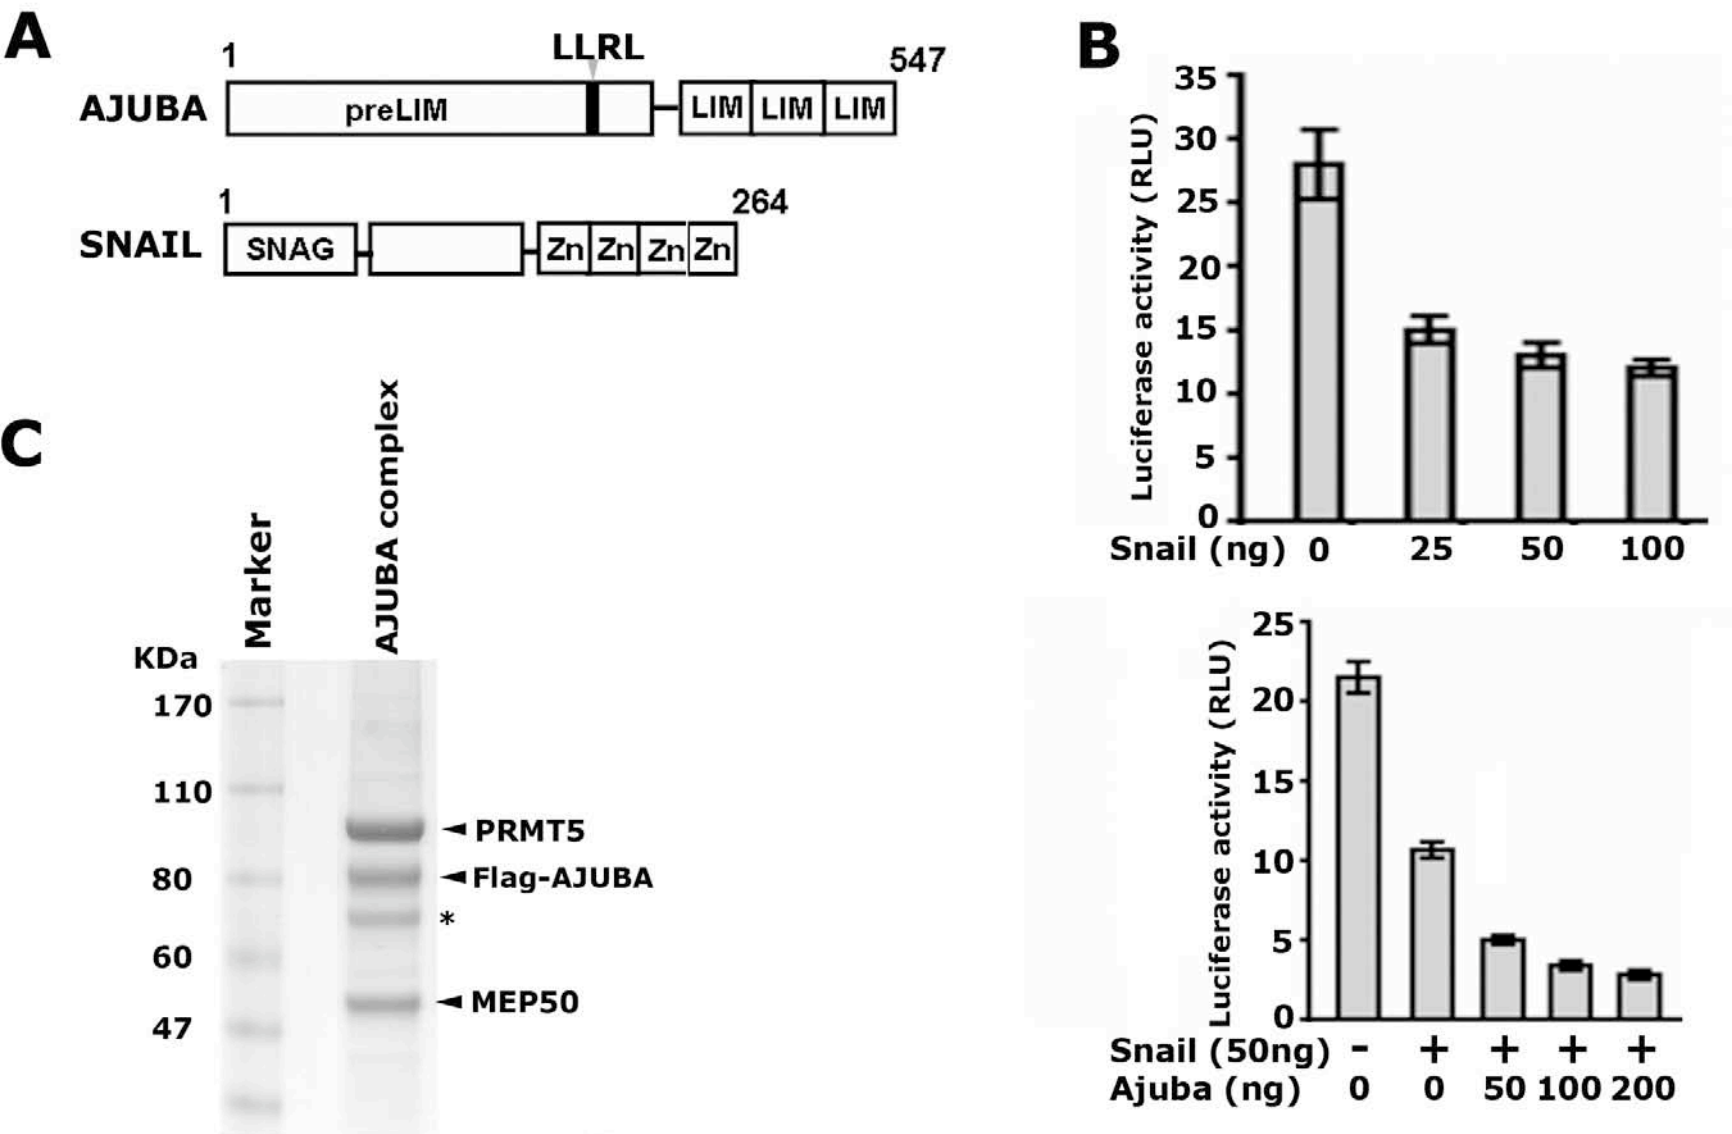 A
1
LLRL
547
AJUBA
preLIM
LIM LIM LIM
1
264
SNAIL
SNAG
Zn Zn Zn Zn
B
Luciferase activity (RLU)
35
30
25
20
15
10
5
0
Snail (ng) 0 25 50 100
Luciferase activity (RLU)
25
20
15
10
5
0
Snail (50ng) - + + + +
Ajuba (ng) 0 0 50 100 200
C
Marker
AJUBA complex
KDa
170
110
80
60
47
PRMT5
Flag-AJUBA
*
MEP50